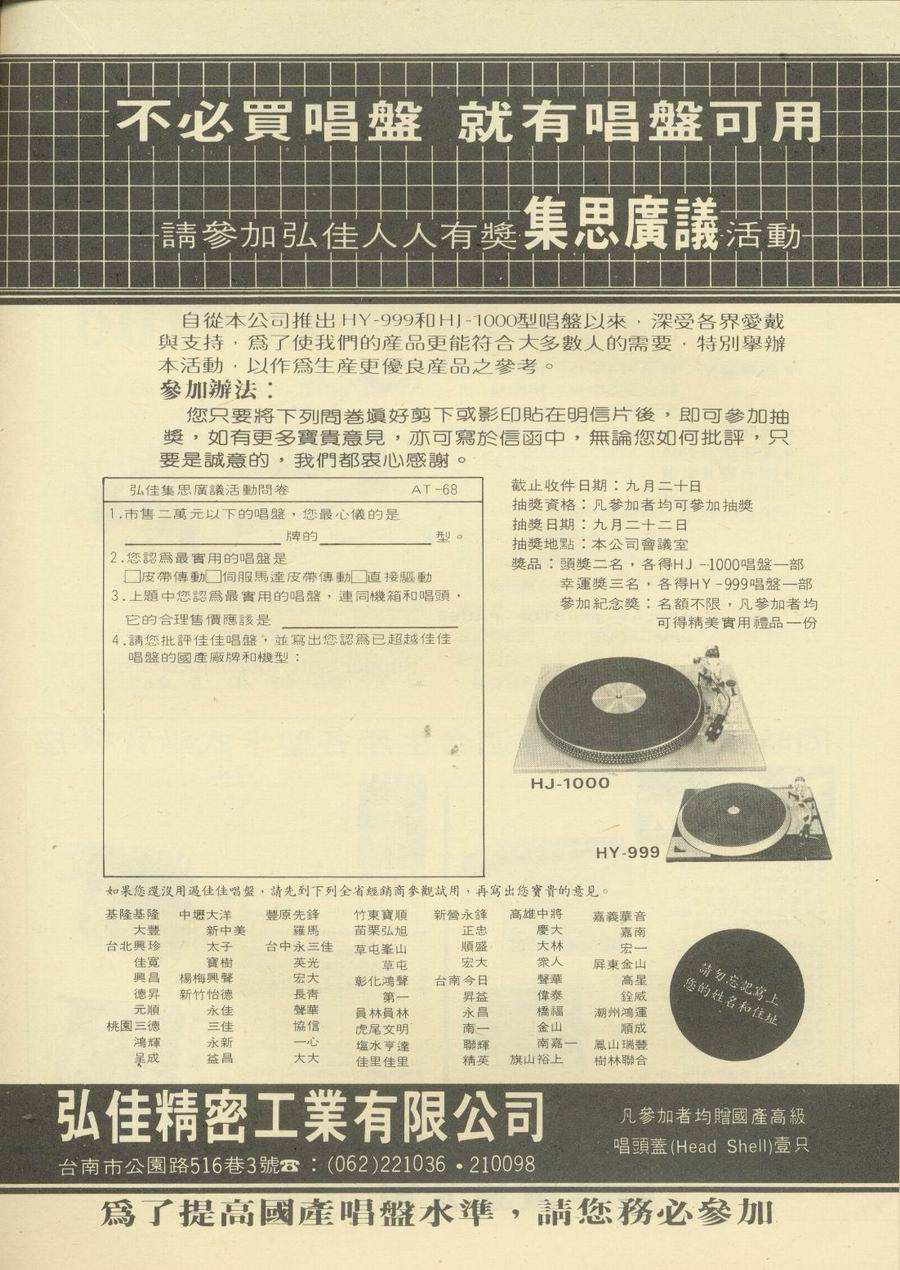 不必買唱盤 就有唱盤可用
請參加弘佳人人有獎集思廣議活動
自從本公司推出HY-999和HJ-1000型唱盤以來，深受各界愛戴
與支持，爲了使我們的産品更能符合大多數人的需要，特別舉辦
本活動，以作爲生産更優良産品之參考。
參加辦法：
您只要將下列問卷塡好剪下或影印貼在明信片後，即可參加抽
獎，如有更多寶貴意見，亦可寫於信函中，無論您如何批評，只
要是誠意的，我們都衷心感謝。
弘佳集思廣議活動問卷 AT-68
1.市售二萬元以下的唱盤，您最心儀的是
牌的 型。
2.您認爲最實用的唱盤是
□皮帶傳動□伺服馬達皮帶傳動□直接驅動
3.上題中您認爲最實用的唱盤，連同機箱和唱頭，
它的合理售價應該是
4.請您批評佳佳唱盤，並寫出您認爲已超越佳佳
唱盤的國產廠牌和機型：
截止收件日期：九月二十日
抽獎資格：凡參加者均可參加抽獎
抽獎日期：九月二十二日
抽獎地點：本公司會議室
獎品：頭獎二名，各得HJ-1000唱盤一部
幸運獎三名，各得HY-999唱盤一部
參加紀念獎：名額不限，凡參加者均
可得精美實用禮品一份
HJ-1000
HY-999
如果您還沒用過佳佳唱盤，請先到下列全省經銷商參觀試用，再寫出您寶貴的意見。
基隆基隆 中壢大洋 豐原先鋒 竹東寶順 新營永鋒 高雄中將 嘉義華音
大豐 新中美 羅馬 苗栗弘旭 正忠 慶大 嘉南
台北興珍 太子 台中永三佳 草屯峯山 順盛 大林 宏一
佳寬 寶樹 英光 草屯 宏大 衆人 屏東金山
興昌 楊梅興聲 宏大 彰化鴻聲 台南今日 聲華 高星
德昇 新竹怡德 長靑 第一 昇益 偉泰 銓威
元順 永佳 聲華 員林員林 永昌 橋福 潮州鴻運
桃園三德 三佳 協信 虎尾文明 南一 金山 順成
鴻輝 永新 一心 塩水亨達 聯輝 南嘉一 鳳山瑞豐
成 益昌 大大 佳里佳里 精英 旗山裕上 樹林聯合
請勿忘記寫上
您的姓名和住址
弘佳精密工業有限公司
台南市公園路516巷3號☎：(062)221036•210098
凡參加者均贈國產高級
唱頭蓋(Head Shell)壹只
爲了提高國產唱盤水準，請您務必參加